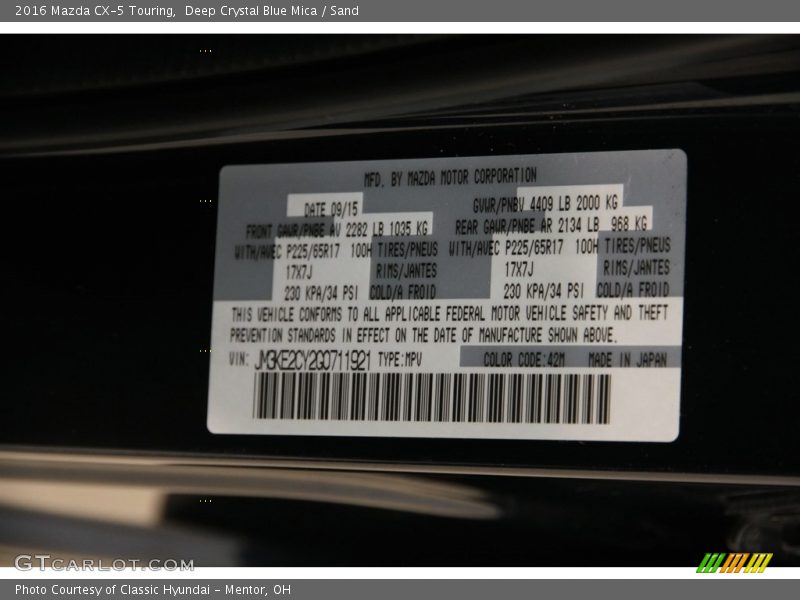 2016 Mazda CX-5 Touring, Deep Crystal Blue Mica / Sand
MFD. BY MAZDA MOTOR CORPORATION
DATE 09/15 GVWR/PNBV 4409 LB 2000 KG
FRONT GAWR/PNBE AV 2282 LB 1035 KG REAR GAWR/PNBE AR 2134 LB 968 KG
WITH/AVEC P225/65R17 100H TIRES/PNEUS WITH/AVEC P225/65R17 100H TIRES/PNEUS
17X7J RIMS/JANTES 17X7J RIMS/JANTES
230 KPA/34 PSI COLD/A FROID 230 KPA/34 PSI COLD/A FROID
THIS VEHICLE CONFORMS TO ALL APPLICABLE FEDERAL MOTOR VEHICLE SAFETY AND THEFT
PREVENTION STANDARDS IN EFFECT ON THE DATE OF MANUFACTURE SHOWN ABOVE.
VIN: JM3KE2CY2G0711921 TYPE:MPV COLOR CODE:42M MADE IN JAPAN
GTCARLOT.COM
Photo Courtesy of Classic Hyundai - Mentor, OH